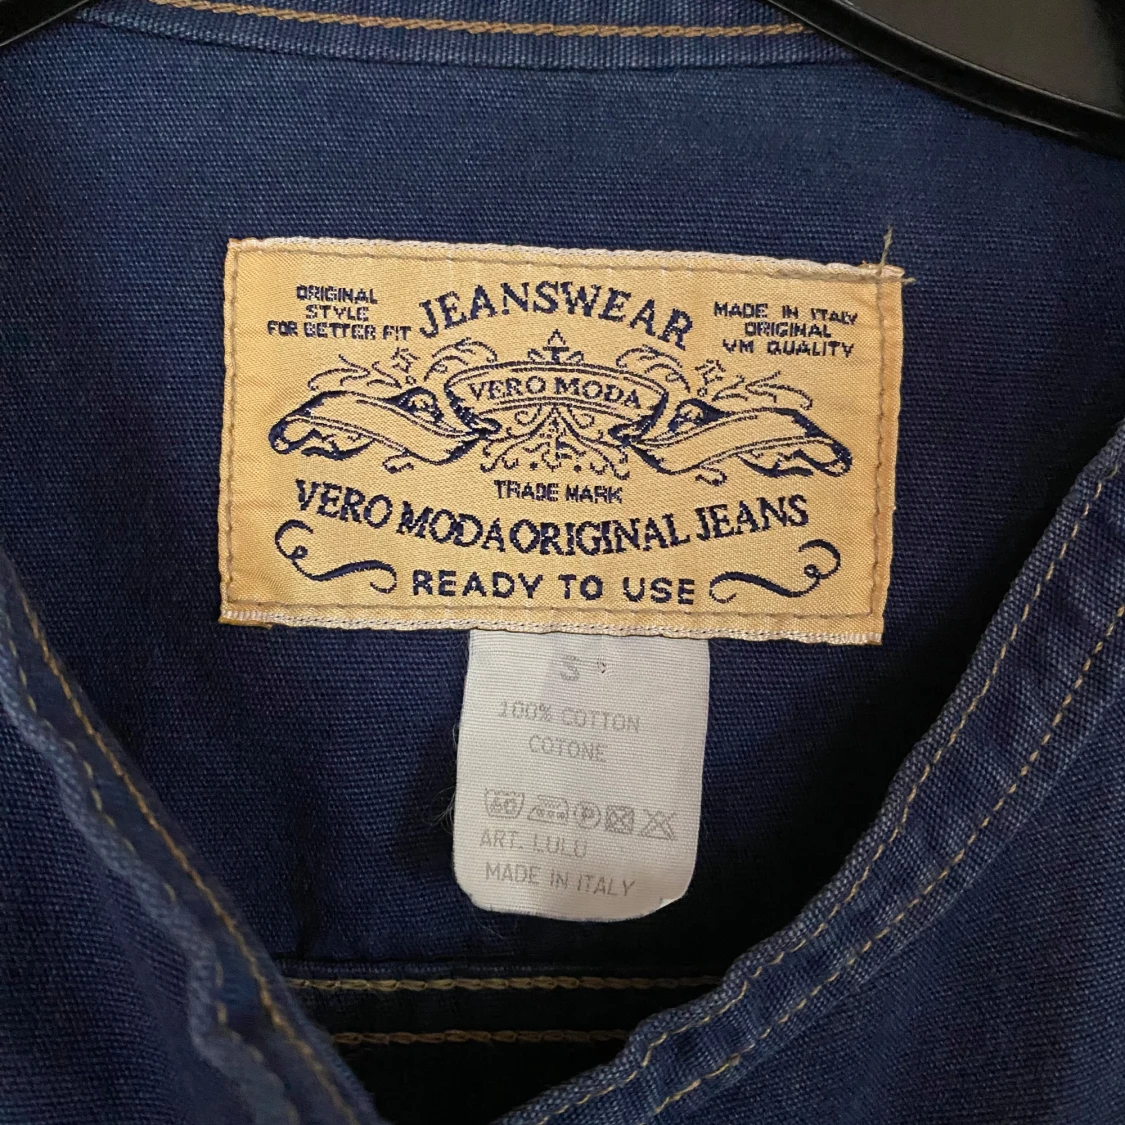 ORIGINAL
STYLE
FOR BETTER FIT
JEANSWEAR
MADE IN ITALY
ORIGINAL
VM QUALITY
VERO MODA
TRADE MARK
VERO MODA ORIGINAL JEANS
READY TO USE
S
100% COTTON
COTONE
60 P
ART. LULU
MADE IN ITALY